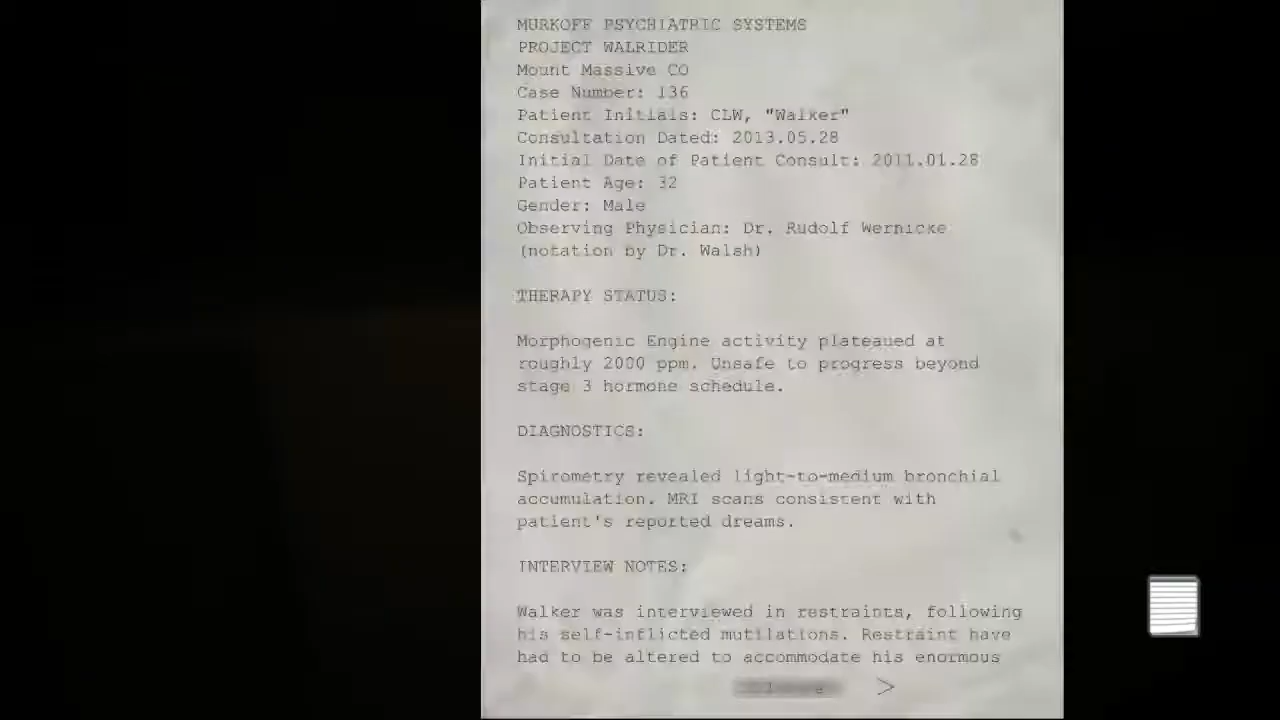 MURKOFF PSYCHIATRIC SYSTEMS
PROJECT WALRIDER
Mount Massive CO
Case Number: 136
Patient Initials: CLW, "Walker"
Consultation Dated: 2013.05.28
Initial Date of Patient Consult: 2011.01.28
Patient Age: 32
Gender: Male
Observing Physician: Dr. Rudolf Wernicke
(notation by Dr. Walsh)
THERAPY STATUS:
Morphogenic Engine activity plateaued at
roughly 2000 ppm. Unsafe to progress beyond
stage 3 hormone schedule.
DIAGNOSTICS:
Spirometry revealed light-to-medium bronchial
accumulation. MRI scans consistent with
patient's reported dreams.
INTERVIEW NOTES:
Walker was interviewed in restraints, following
his self-inflicted mutilations. Restraint have
had to be altered to accommodate his enormous
>